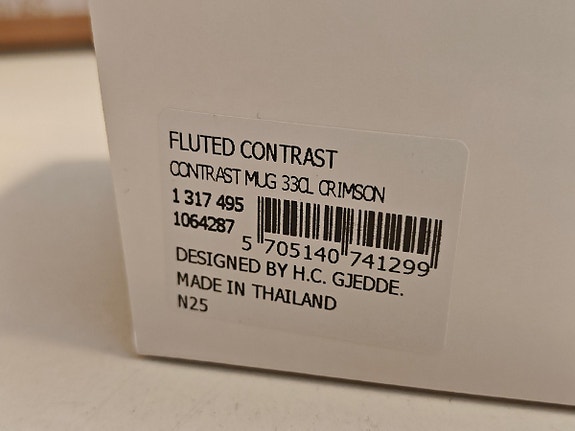 FLUTED CONTRAST
CONTRAST MUG 33CL CRIMSON
1 317 495
1064287
5 705140 741299
DESIGNED BY H.C. GJEDDE.
MADE IN THAILAND
N25